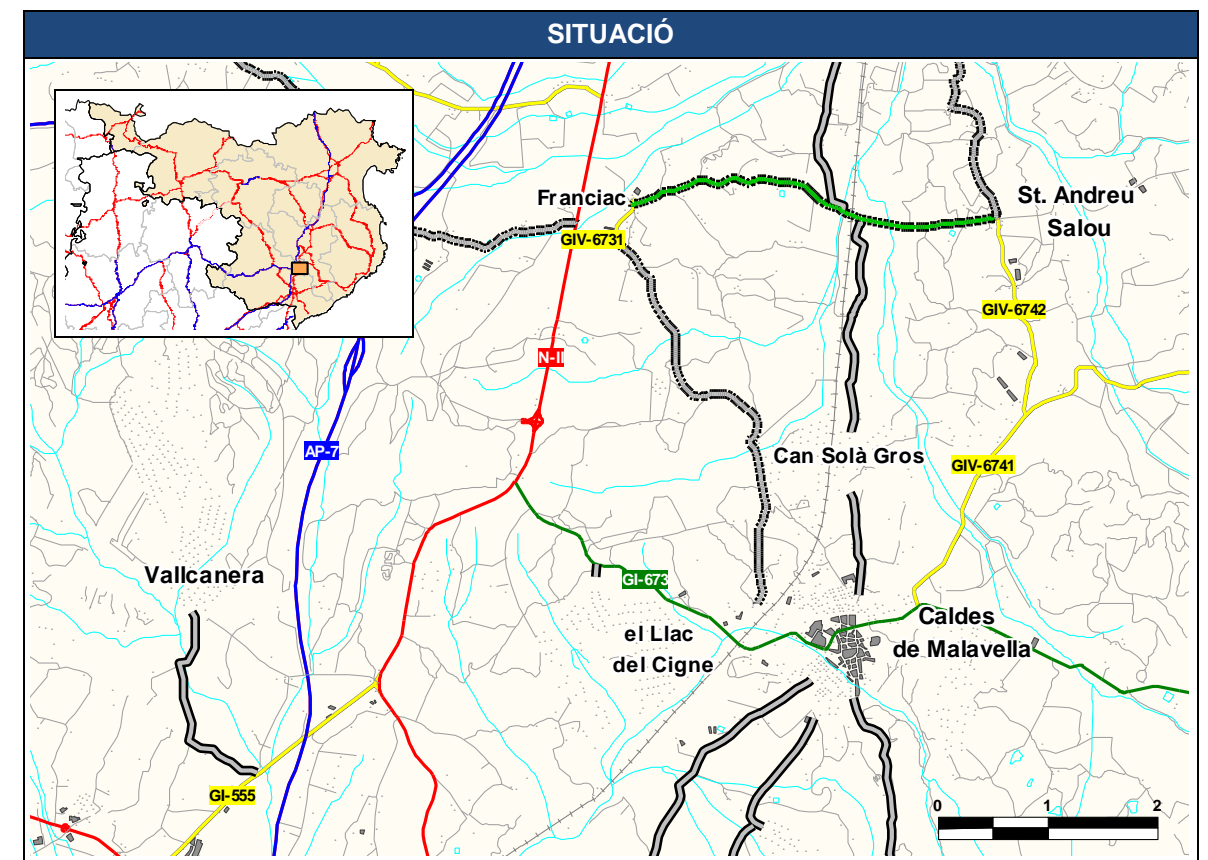 SITUACIÓ
Franciac
St. Andreu
Salou
GIV-6731
GIV-6742
N-II
AP-7
Can Solà Gros
GIV-6741
Vallcanera
GI-673
el Llac
del Cigne
Caldes
de Malavella
GI-555
0 1 2